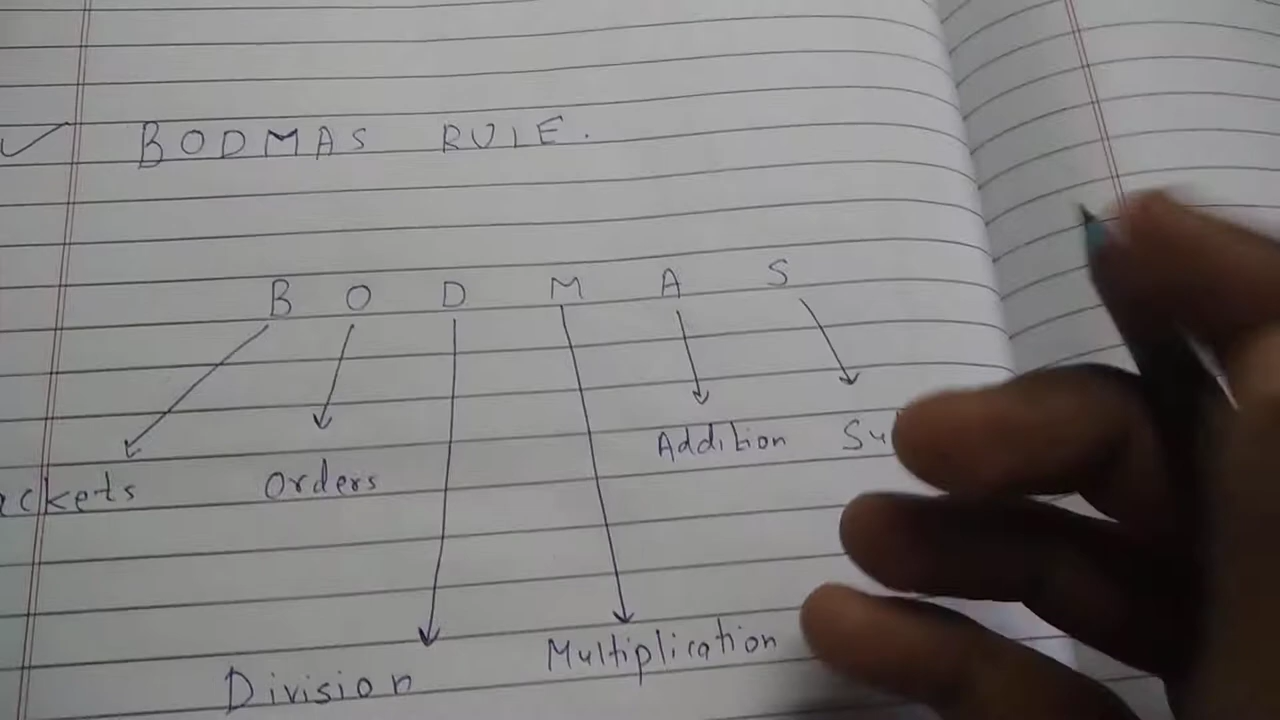 BODMAS RULE.
B O D M A S
Addition
Orders
Division Multiplication